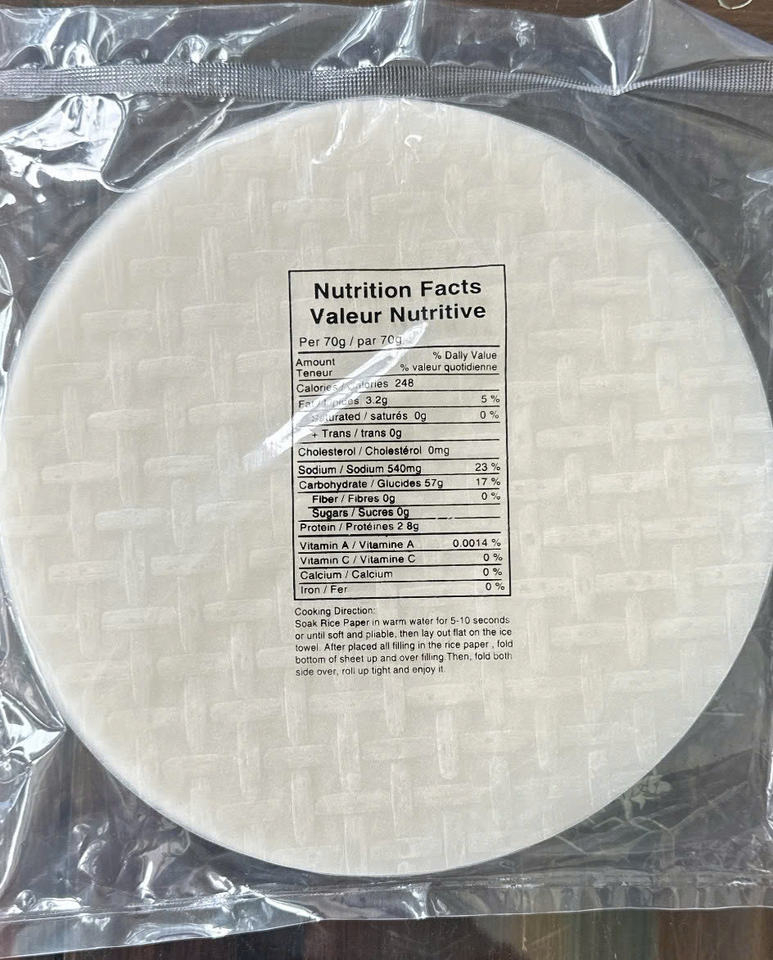 Nutrition Facts
Valeur Nutritive
Per 70g / par 70g
Amount
Teneur
% Daily Value
% valeur quotidienne
Calories / Calories 248
Fat / Lipides 3.2g 5 %
Saturated / saturés 0g 0 %
+ Trans / trans 0g
Cholesterol / Cholestérol 0mg
Sodium / Sodium 540mg 23 %
Carbohydrate / Glucides 57g 17 %
Fiber / Fibres 0g 0 %
Sugars / Sucres 0g
Protein / Protéines 2 8g
Vitamin A / Vitamine A 0.0014 %
Vitamin C / Vitamine C 0 %
Calcium / Calcium 0 %
Iron / Fer 0 %
Cooking Direction:
Soak Rice Paper in warm water for 5-10 seconds
or until soft and pliable, then lay out flat on the ice
towel. After placed all filling in the rice paper , fold
bottom of sheet up and over filling.Then, fold both
side over, roll up tight and enjoy it.